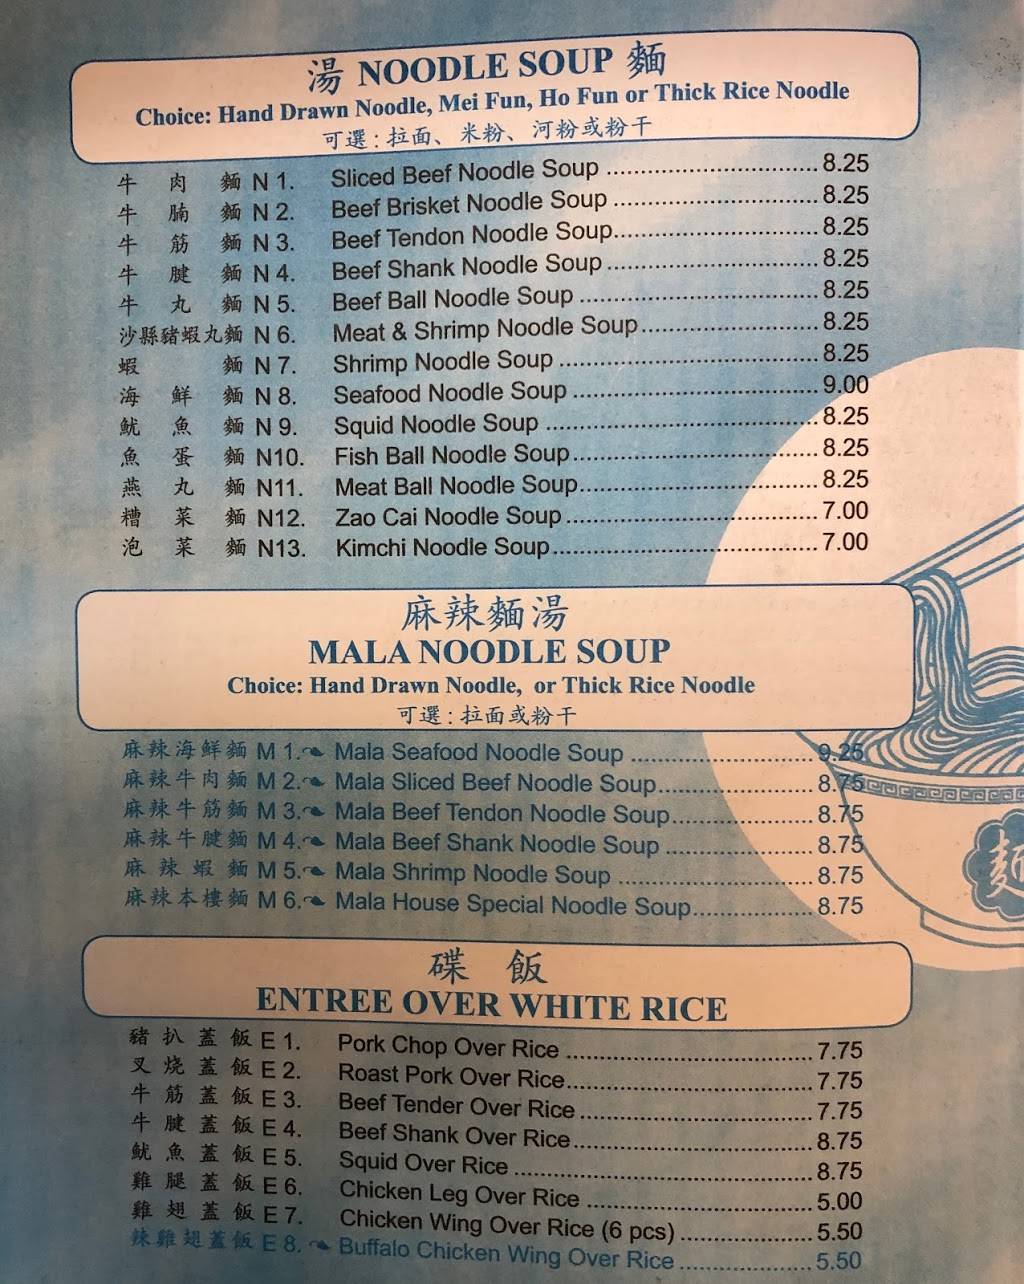 湯 NOODLE SOUP 麵
Choice: Hand Drawn Noodle, Mei Fun, Ho Fun or Thick Rice Noodle
可選：拉面、米粉、河粉或粉干
牛肉麵 N 1. Sliced Beef Noodle Soup 8.25
牛腩麵 N 2. Beef Brisket Noodle Soup 8.25
牛筋麵 N 3. Beef Tendon Noodle Soup 8.25
牛腱麵 N 4. Beef Shank Noodle Soup 8.25
牛丸麵 N 5. Beef Ball Noodle Soup 8.25
沙縣豬蝦丸麵 N 6. Meat & Shrimp Noodle Soup 8.25
蝦麵 N 7. Shrimp Noodle Soup 8.25
海鮮麵 N 8. Seafood Noodle Soup 9.00
魷魚麵 N 9. Squid Noodle Soup 8.25
魚蛋麵 N10. Fish Ball Noodle Soup 8.25
燕丸麵 N11. Meat Ball Noodle Soup 8.25
糟菜麵 N12. Zao Cai Noodle Soup 7.00
泡菜麵 N13. Kimchi Noodle Soup 7.00
麻辣麵湯
MALA NOODLE SOUP
Choice: Hand Drawn Noodle, or Thick Rice Noodle
可選：拉面或粉干
麻辣海鮮麵 M 1. Mala Seafood Noodle Soup 9.25
麻辣牛肉麵 M 2. Mala Sliced Beef Noodle Soup 8.75
麻辣牛筋麵 M 3. Mala Beef Tendon Noodle Soup 8.75
麻辣牛腱麵 M 4. Mala Beef Shank Noodle Soup 8.75
麻辣蝦麵 M 5. Mala Shrimp Noodle Soup 8.75
麻辣本樓麵 M 6. Mala House Special Noodle Soup 8.75
麵
碟飯
ENTREE OVER WHITE RICE
豬扒蓋飯 E 1. Pork Chop Over Rice 7.75
叉燒蓋飯 E 2. Roast Pork Over Rice 7.75
牛筋蓋飯 E 3. Beef Tender Over Rice 7.75
牛腱蓋飯 E 4. Beef Shank Over Rice 8.75
魷魚蓋飯 E 5. Squid Over Rice 8.75
雞腿蓋飯 E 6. Chicken Leg Over Rice 5.00
雞翅蓋飯 E 7. Chicken Wing Over Rice (6 pcs) 5.50
辣雞翅蓋飯 E 8. Buffalo Chicken Wing Over Rice 5.50